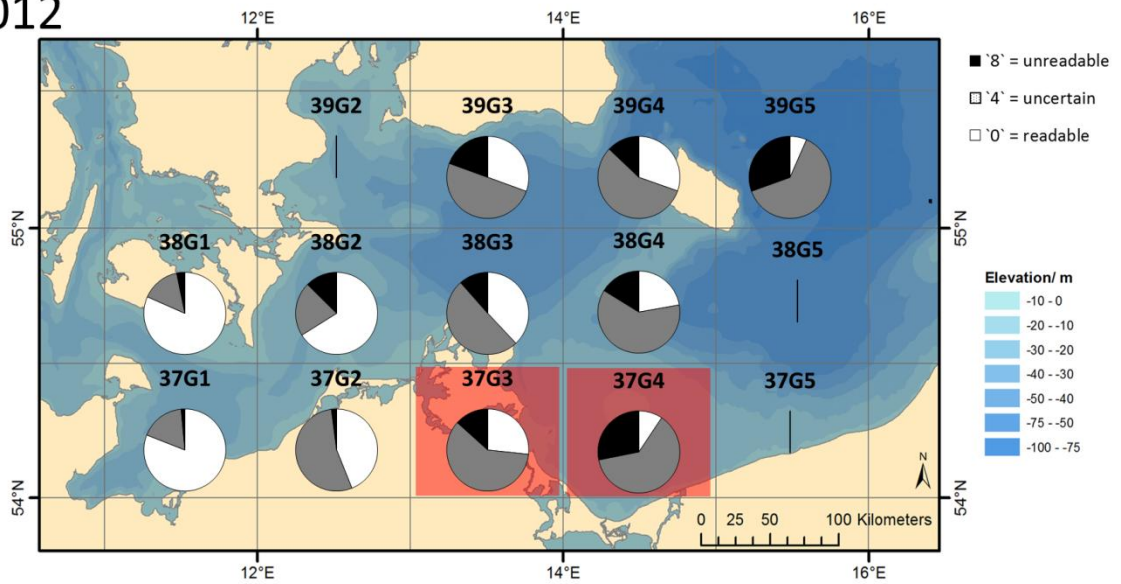 012
12°E 14°E 16°E
39G2 39G3 39G4 39G5
38G1 38G2 38G3 38G4 38G5
37G1 37G2 37G3 37G4 37G5
55°N 55°N
54°N 54°N
N
0 25 50 100 Kilometers
12°E 14°E 16°E
`8` = unreadable
`4` = uncertain
`0` = readable
Elevation/ m
-10 - 0
-20 - -10
-30 - -20
-40 - -30
-50 - -40
-75 - -50
-100 - -75